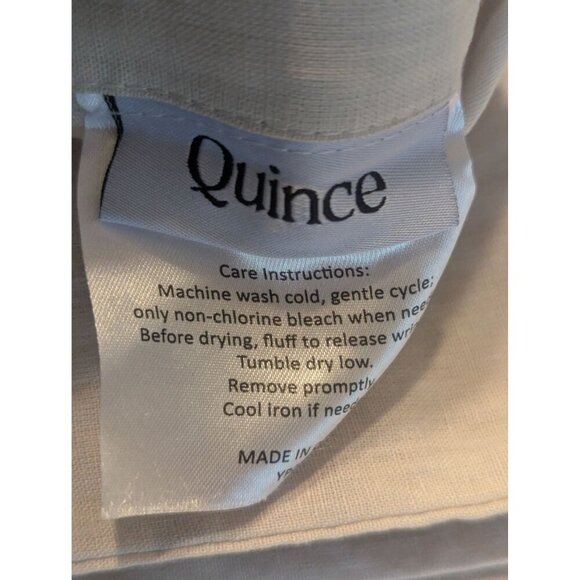 Quince
Care Instructions:
Machine wash cold, gentle cycle;
only non-chlorine bleach when
Before drying, fluff to release
Tumble dry low.
Remove promptly
Cool iron if
MADE IN